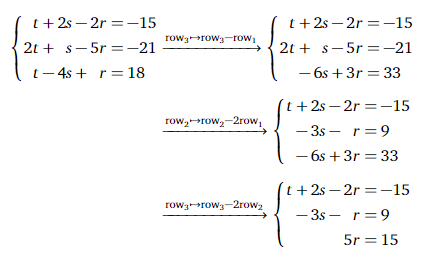 t + 2s − 2r = −15    row₃↦row₃−row₁    t + 2s − 2r = −15
2t + s − 5r = −21    2t + s − 5r = −21
t − 4s + r = 18    − 6s + 3r = 33
row₂↦row₂−2row₁    t + 2s − 2r = −15
− 3s − r = 9
− 6s + 3r = 33
row₃↦row₃−2row₂    t + 2s − 2r = −15
− 3s − r = 9
5r = 15